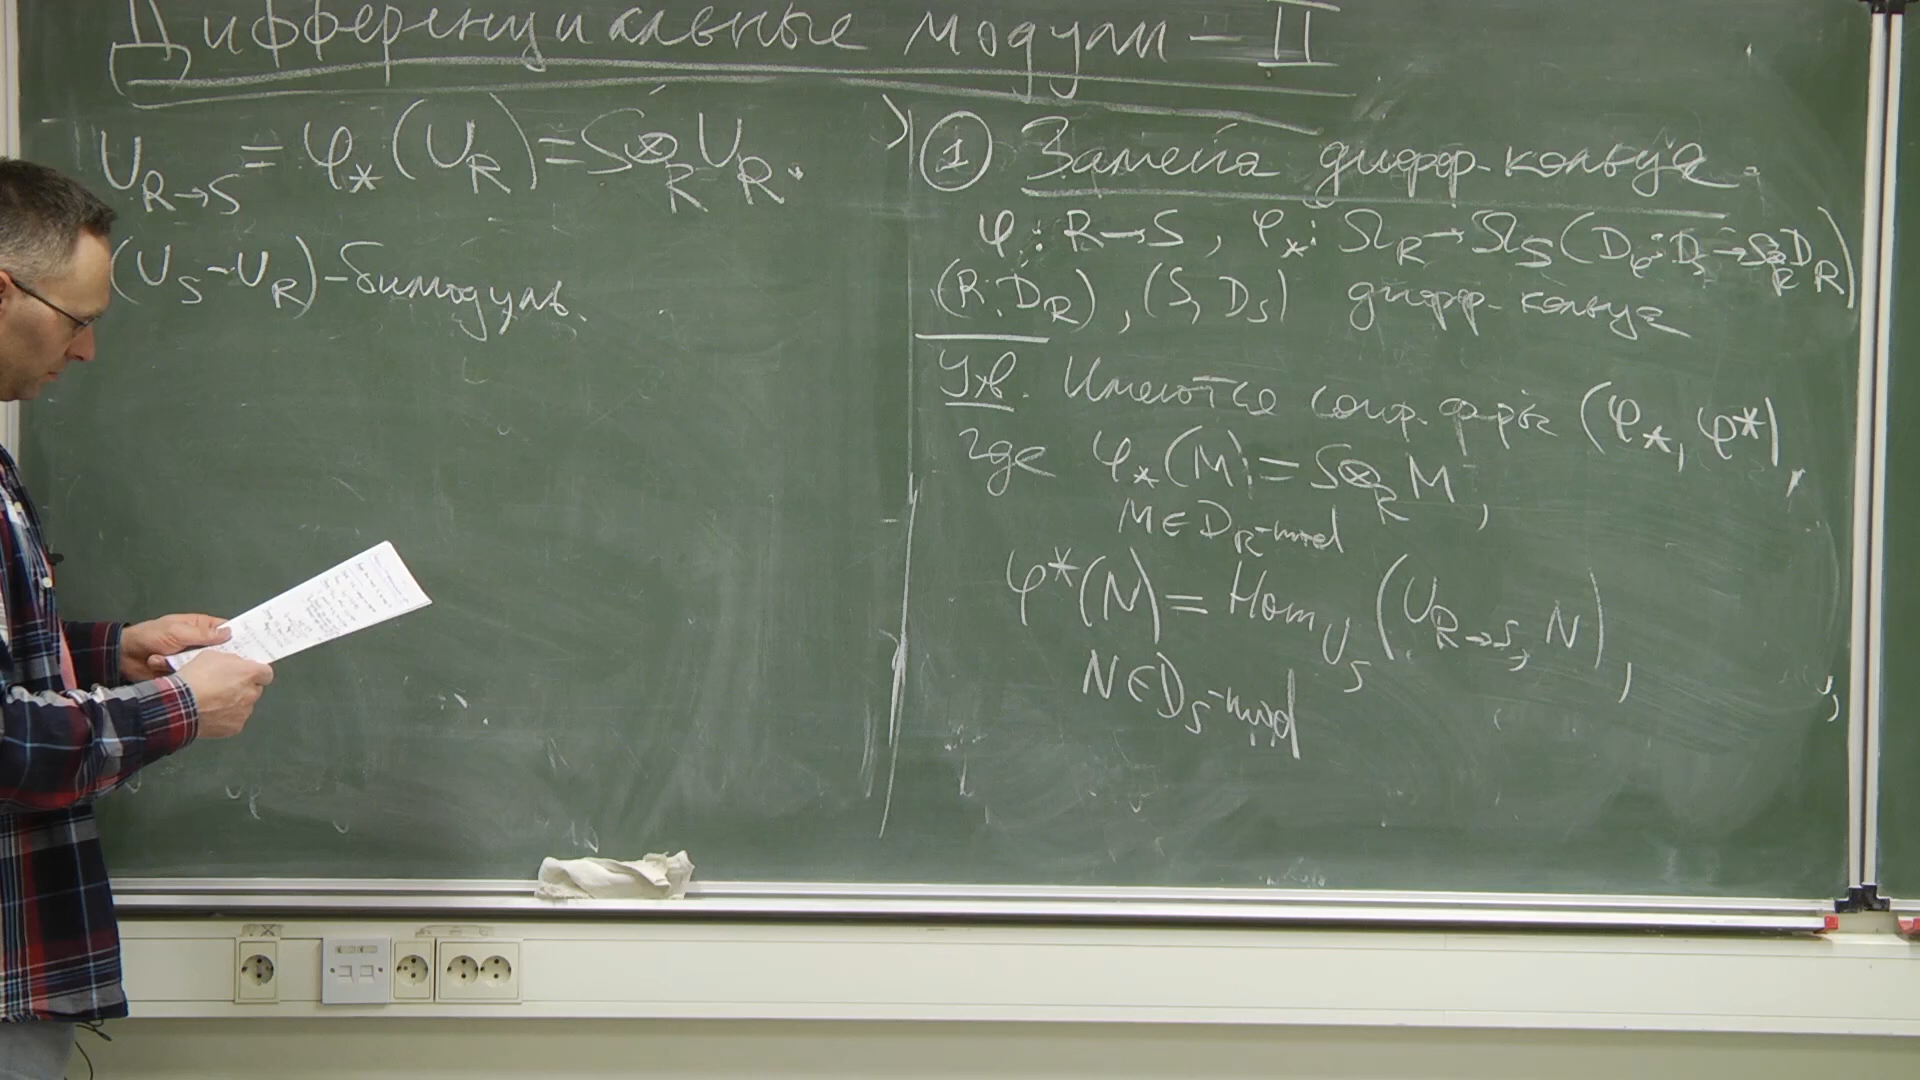 Дифференциальные модули – II
U_{R→S} = φ_*(U_R) = S⊗_R U_R.
(U_S – U_R)-бимодуль.
① Замена дифф-кольца.
φ: R→S, φ_*: Ω_R→Ω_S (D_φ: D_S→S⊗_R D_R)
(R, D_R), (S, D_S) дифф-кольца
Утв. Имеются сопр. ф-ры (φ_*, φ^*),
где φ_*(M) = S⊗_R M,
M∈D_R-mod
φ^*(N) = Hom_{U_S}(U_{R→S}, N),
N∈D_S-mod